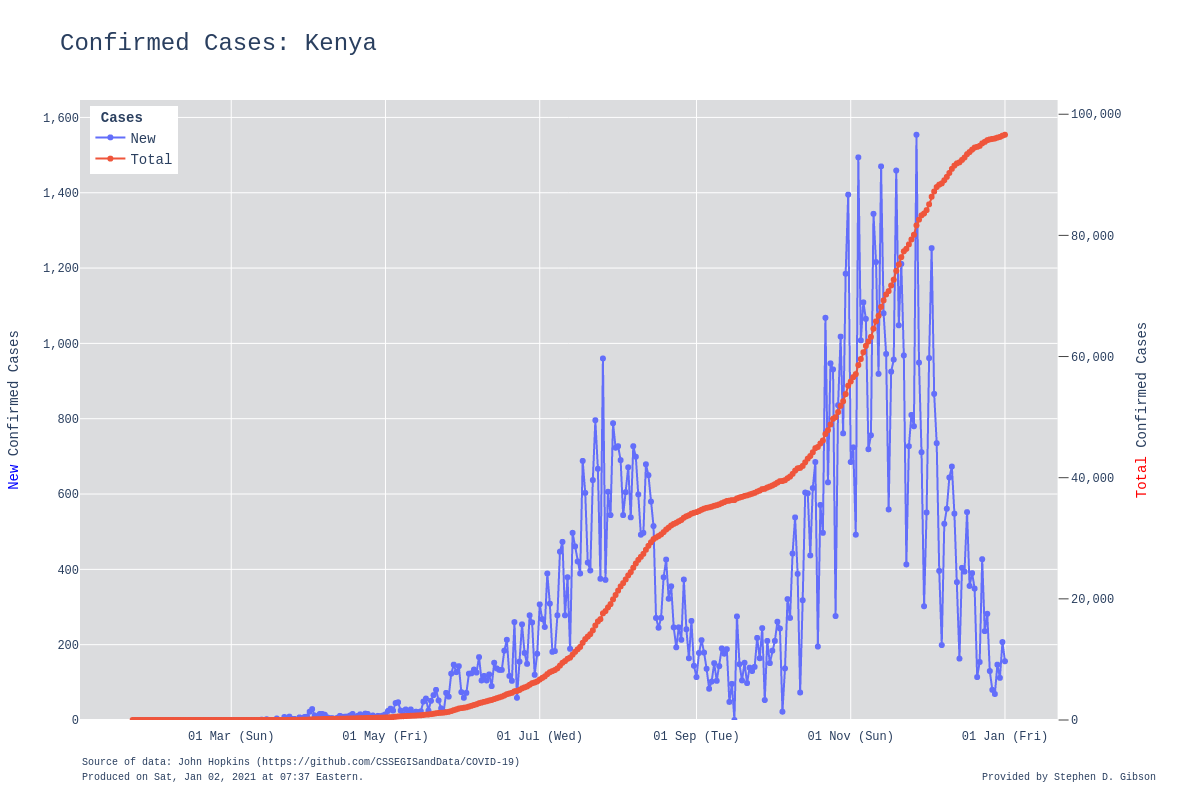 Confirmed Cases: Kenya
Cases
New
Total
1,600
1,400
1,200
1,000
800
600
400
200
0
100,000
80,000
60,000
40,000
20,000
0
New Confirmed Cases
Total Confirmed Cases
01 Mar (Sun)
01 May (Fri)
01 Jul (Wed)
01 Sep (Tue)
01 Nov (Sun)
01 Jan (Fri)
Source of data: John Hopkins (https://github.com/CSSEGISandData/COVID-19)
Produced on Sat, Jan 02, 2021 at 07:37 Eastern.
Provided by Stephen D. Gibson